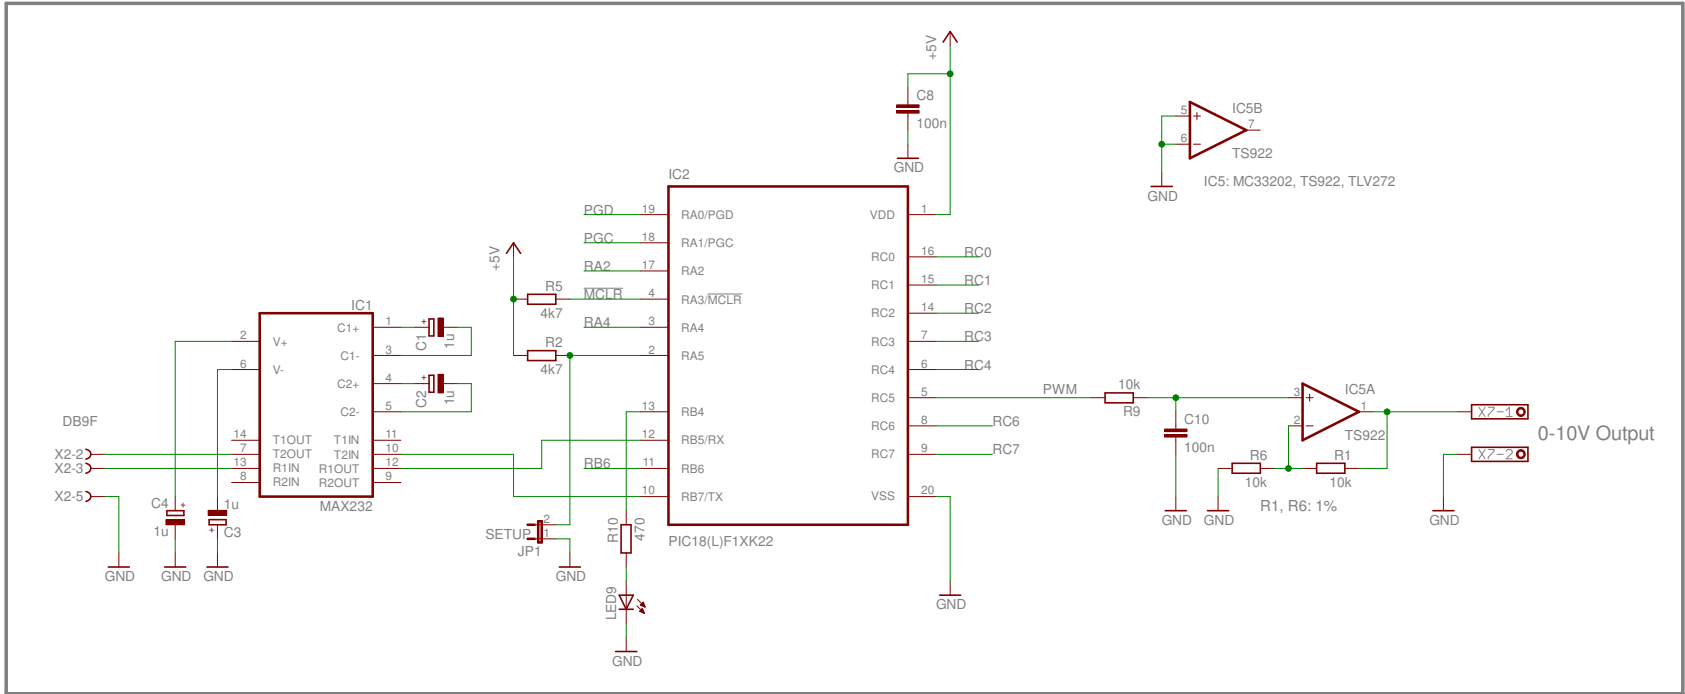 +5V
C8
100n
GND
5
+
6
−
7
IC5B
TS922
IC5: MC33202, TS922, TLV272
GND
IC2
PGD 19 RA0/PGD
PGC 18 RA1/PGC
RA2 17 RA2
MCLR 4 RA3/MCLR
RA4 3 RA4
2 RA5
13 RB4
12 RB5/RX
RB6 11 RB6
10 RB7/TX
VDD 1
RC0 16 RC0
RC1 15 RC1
RC2 14 RC2
RC3 7 RC3
RC4 6 RC4
RC5 5 PWM
RC6 8 RC6
RC7 9 RC7
VSS 20
PIC18(L)F1XK22
GND
+5V
R5
4k7
R2
4k7
IC1
2 V+
6 V-
14 T1OUT
7 T2OUT
13 R1IN
8 R2IN
C1+ 1
C1- 3
C2+ 4
C2- 5
T1IN 11
T2IN 10
R1OUT 12
R2OUT 9
MAX232
+
C1
1u
+
C2
1u
DB9F
X2-2
X2-3
X2-5
GND
C4
+
1u
GND
1u
+
C3
GND
SETUP
2
1
JP1
GND
R10
470
LED9
GND
10k
R9
C10
100n
GND
3
+
2
−
1
IC5A
TS922
R6
10k
R1
10k
GND
R1, R6: 1%
X7-1
X7-2
0-10V Output
GND